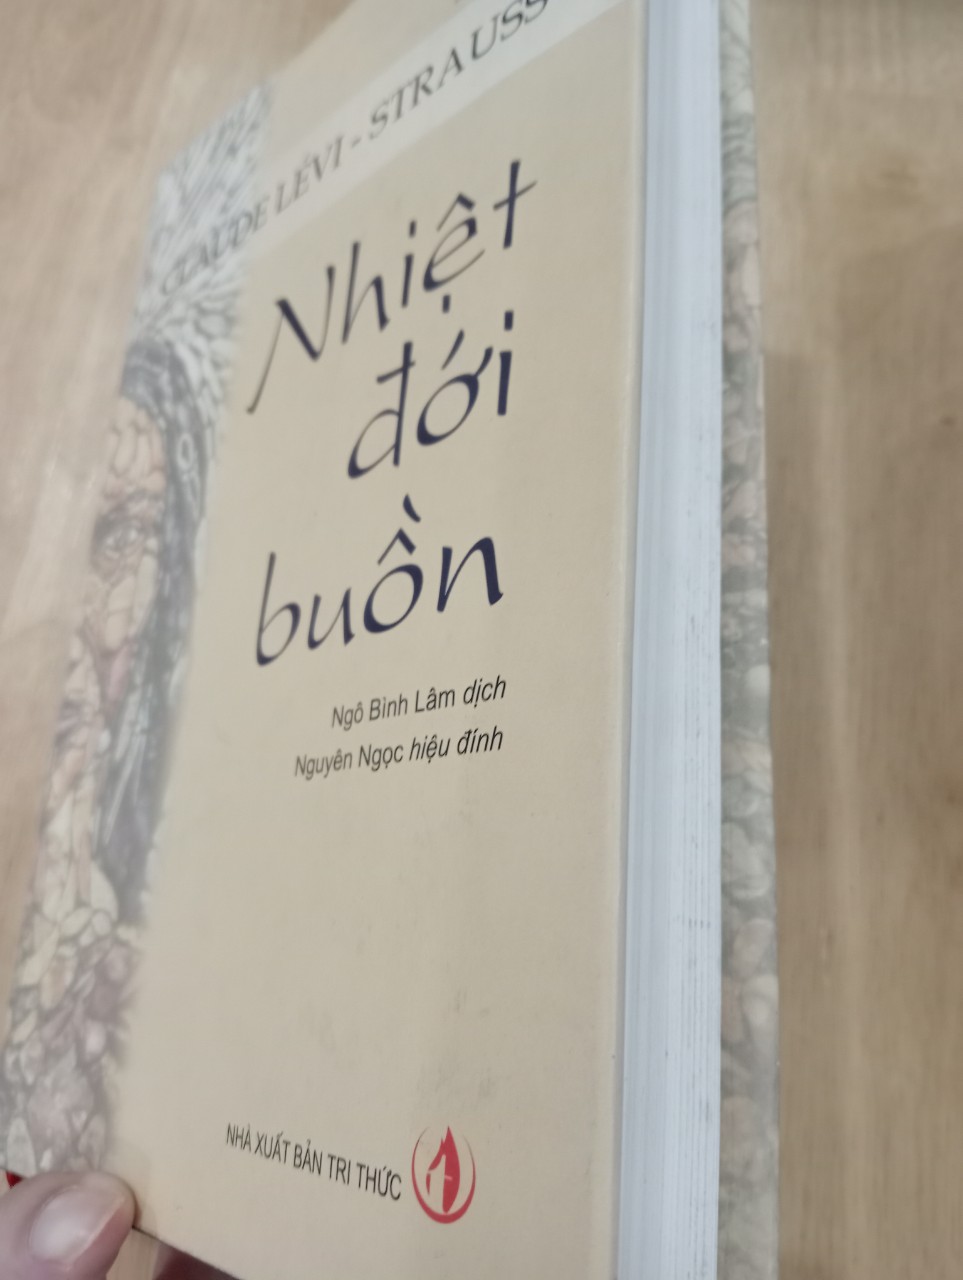 CLAUDE LÉVI - STRAUSS
Nhiệt
đới
buồn
Ngô Bình Lâm dịch
Nguyên Ngọc hiệu đính
NHÀ XUẤT BẢN TRI THỨC